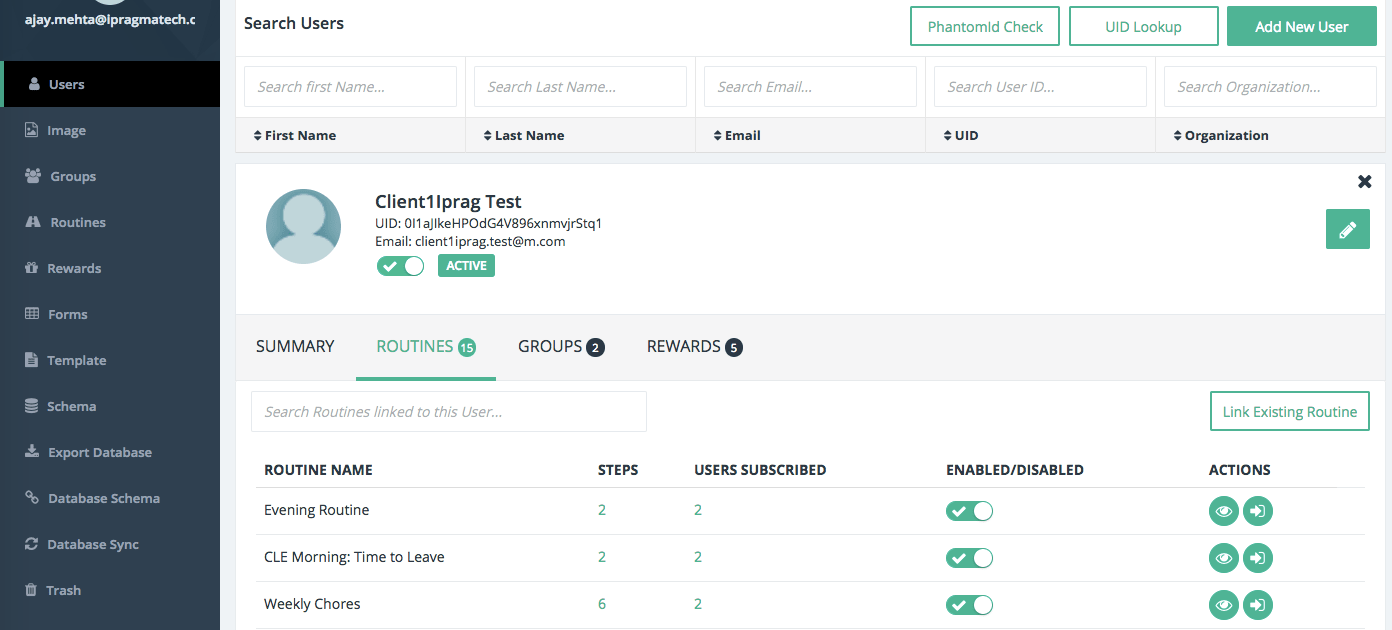 ajay.mehta@ipragmatech.c
Users
Image
Groups
Routines
Rewards
Forms
Template
Schema
Export Database
Database Schema
Database Sync
Trash
Search Users
PhantomId Check
UID Lookup
Add New User
Search first Name...
Search Last Name...
Search Email...
Search User ID...
Search Organization...
First Name
Last Name
Email
UID
Organization
Client1Iprag Test
UID: 0I1aJIkeHPOdG4V896xnmvjrStq1
Email: client1iprag.test@m.com
ACTIVE
SUMMARY
ROUTINES 15
GROUPS 2
REWARDS 5
Search Routines linked to this User...
Link Existing Routine
ROUTINE NAME STEPS USERS SUBSCRIBED ENABLED/DISABLED ACTIONS
Evening Routine 2 2
CLE Morning: Time to Leave 2 2
Weekly Chores 6 2